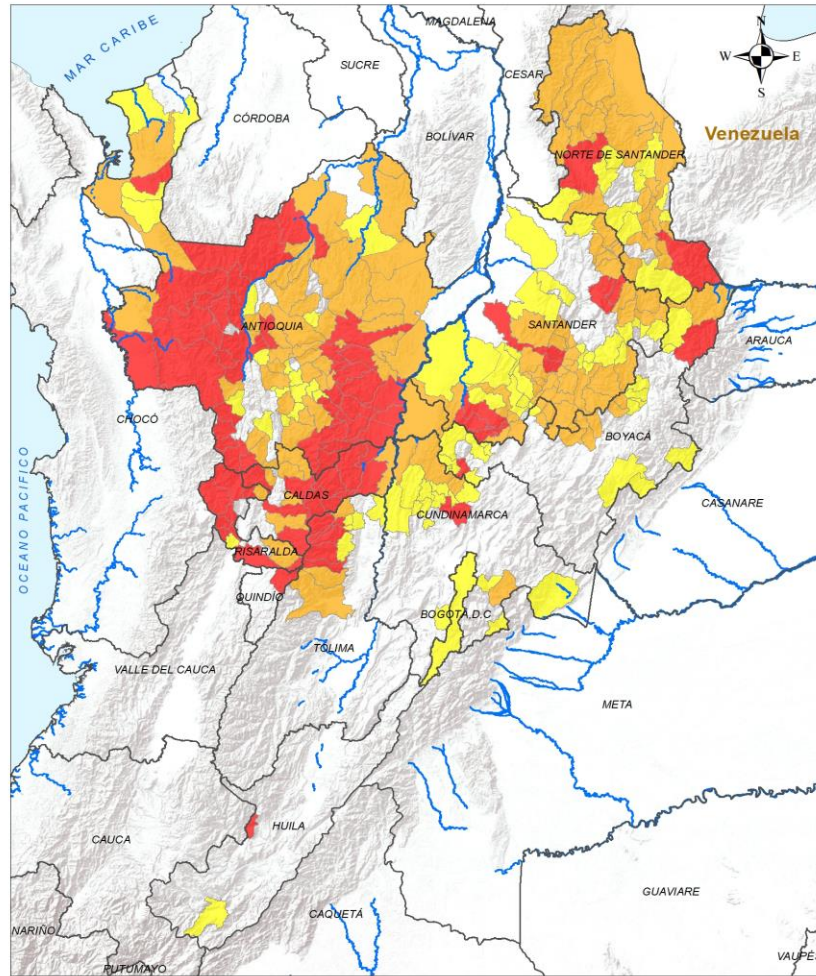 MAGDALENA
N
MAR CARIBE
SUCRE
CESAR
W
E
S
CÓRDOBA
BOLÍVAR
Venezuela
NORTE DE SANTANDER
ANTIOQUIA
SANTANDER
ARAUCA
CHOCÓ
BOYACÁ
CALDAS
CASANARE
CUNDINAMARCA
OCEANO PACIFICO
RISARALDA
QUINDÍO
BOGOTÁ, D.C
TOLIMA
VALLE DEL CAUCA
META
HUILA
CAUCA
GUAVIARE
CAQUETÁ
NARIÑO
PUTUMAYO
VAUPÉS